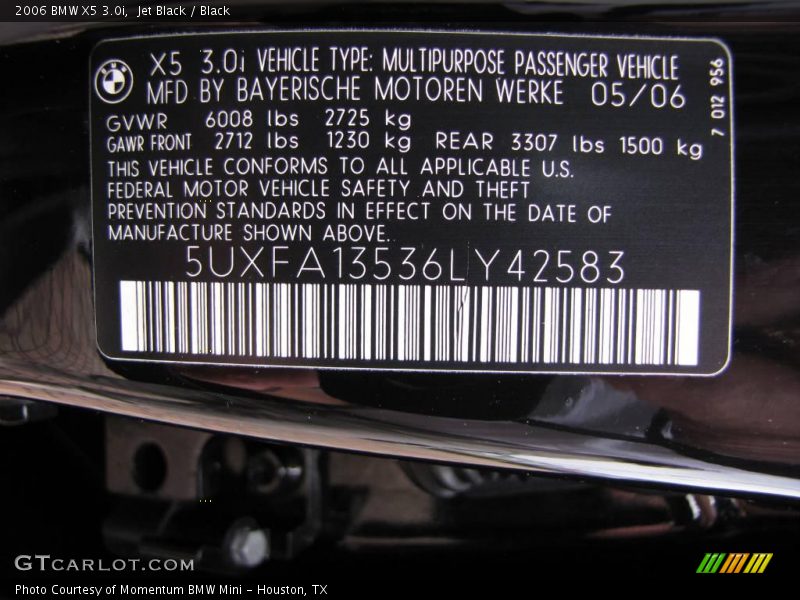 2006 BMW X5 3.0i, Jet Black / Black
BMW
X5 3.0i VEHICLE TYPE: MULTIPURPOSE PASSENGER VEHICLE
MFD BY BAYERISCHE MOTOREN WERKE 05/06
GVWR 6008 lbs 2725 kg
GAWR FRONT 2712 lbs 1230 kg REAR 3307 lbs 1500 kg
THIS VEHICLE CONFORMS TO ALL APPLICABLE U.S.
FEDERAL MOTOR VEHICLE SAFETY AND THEFT
PREVENTION STANDARDS IN EFFECT ON THE DATE OF
MANUFACTURE SHOWN ABOVE.
5UXFA13536LY42583
7 012 956
GTCARLOT.COM
Photo Courtesy of Momentum BMW Mini - Houston, TX